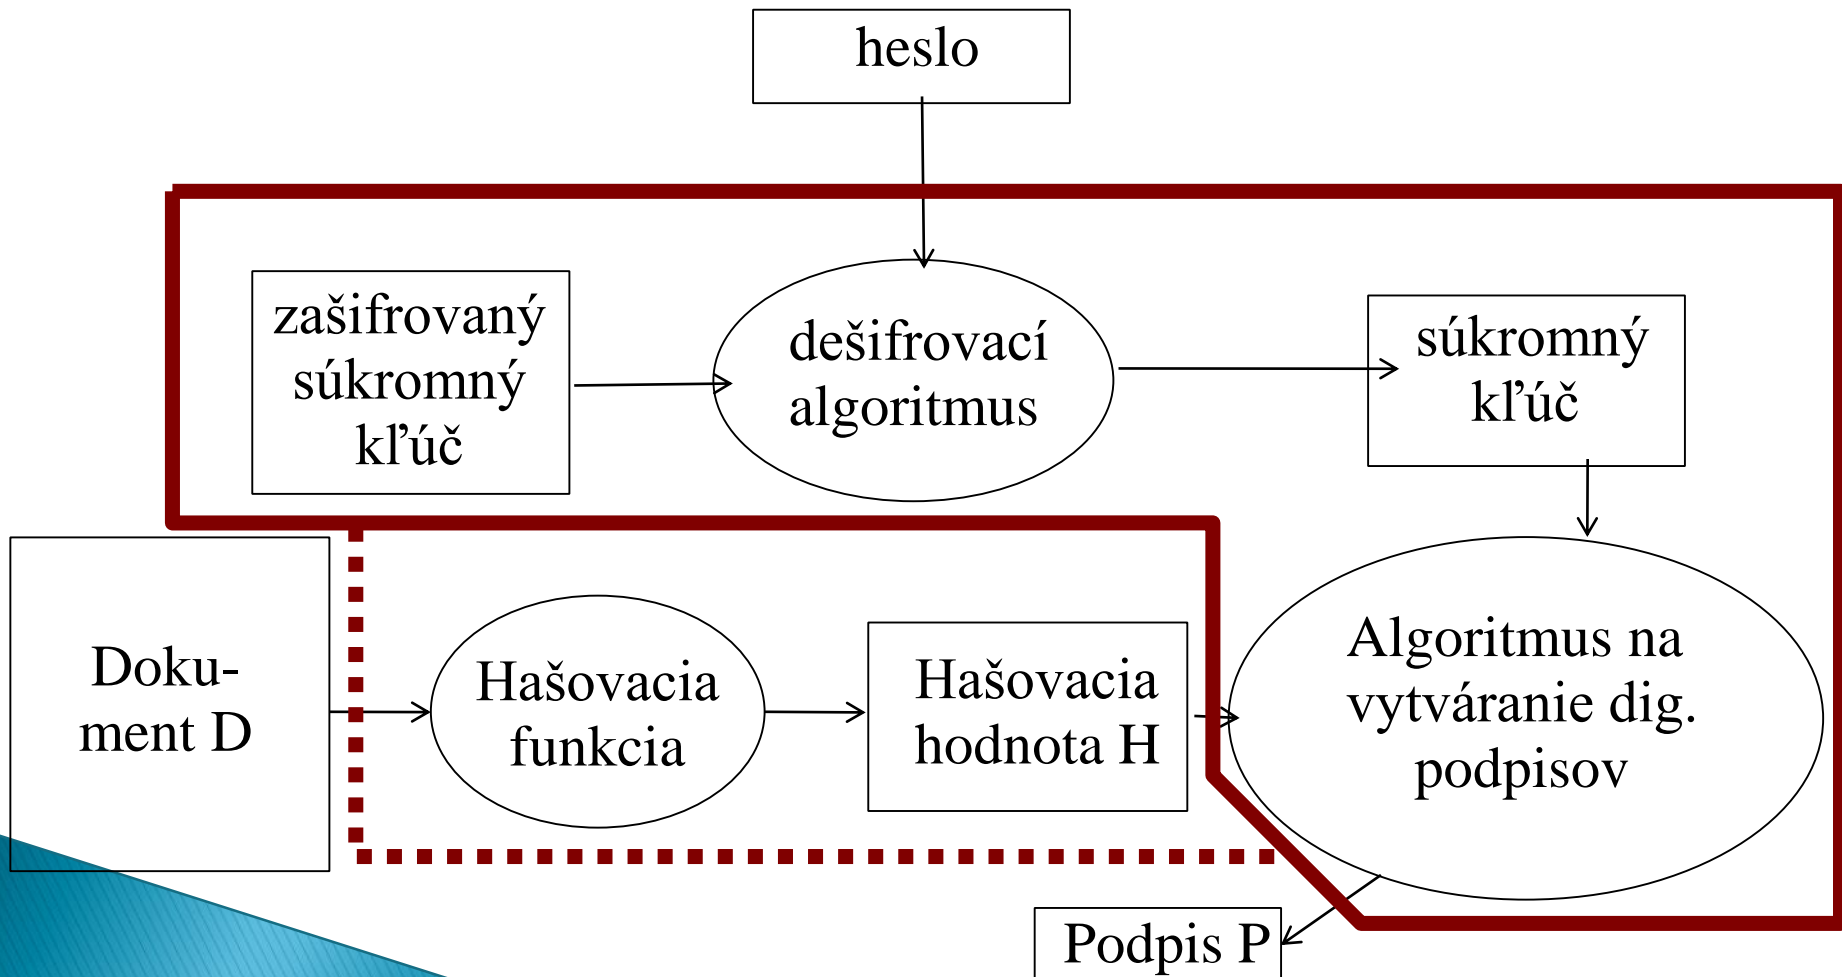 heslo
zašifrovaný
súkromný
kľúč
dešifrovací
algoritmus
súkromný
kľúč
Doku-
ment D
Hašovacia
funkcia
Hašovacia
hodnota H
Algoritmus na
vytváranie dig.
podpisov
Podpis P